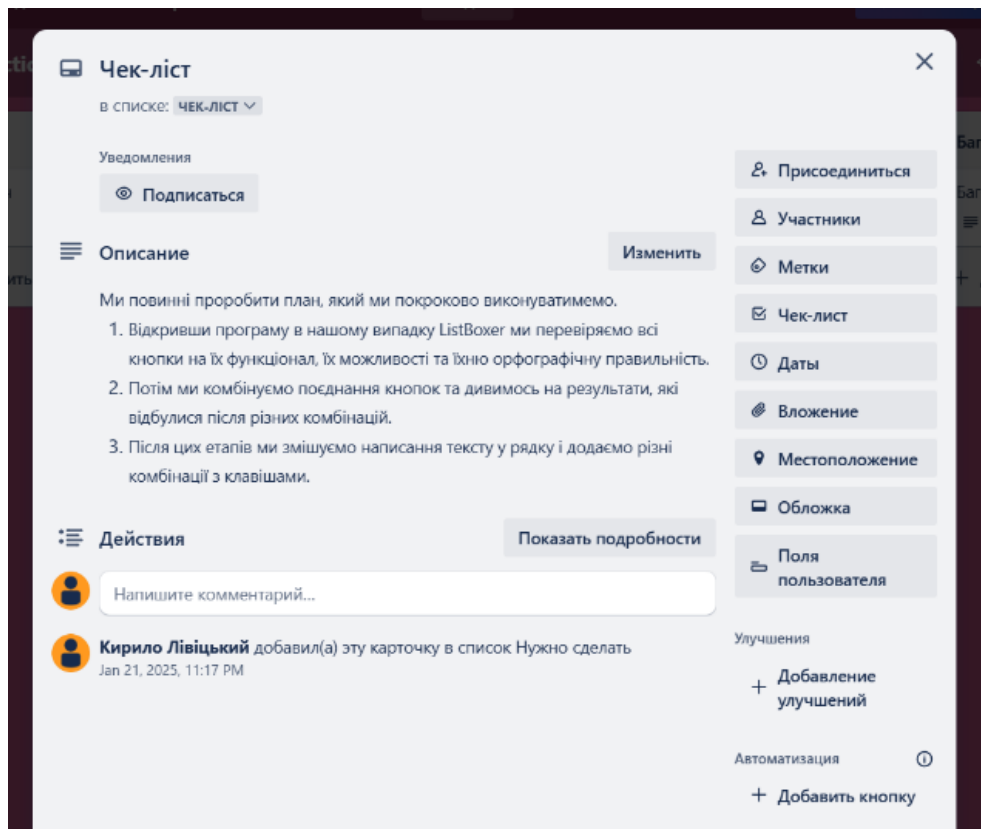 Чек-ліст
в списке: ЧЕК-ЛІСТ
Уведомления
Подписаться
Описание
Изменить
Ми повинні проробити план, який ми покроково виконуватимемо.
1. Відкривши програму в нашому випадку ListBoxer ми перевіряємо всі
кнопки на їх функціонал, їх можливості та їхню орфографічну правильність.
2. Потім ми комбінуємо поєднання кнопок та дивимось на результати, які
відбулися після різних комбінацій.
3. Після цих етапів ми змішуємо написання тексту у рядку і додаємо різні
комбінації з клавішами.
Действия
Показать подробности
Напишите комментарий...
Кирило Лівіцький добавил(а) эту карточку в список Нужно сделать
Jan 21, 2025, 11:17 PM
Присоединиться
Участники
Метки
Чек-лист
Даты
Вложение
Местоположение
Обложка
Поля
пользователя
Улучшения
+ Добавление
улучшений
Автоматизация
+ Добавить кнопку